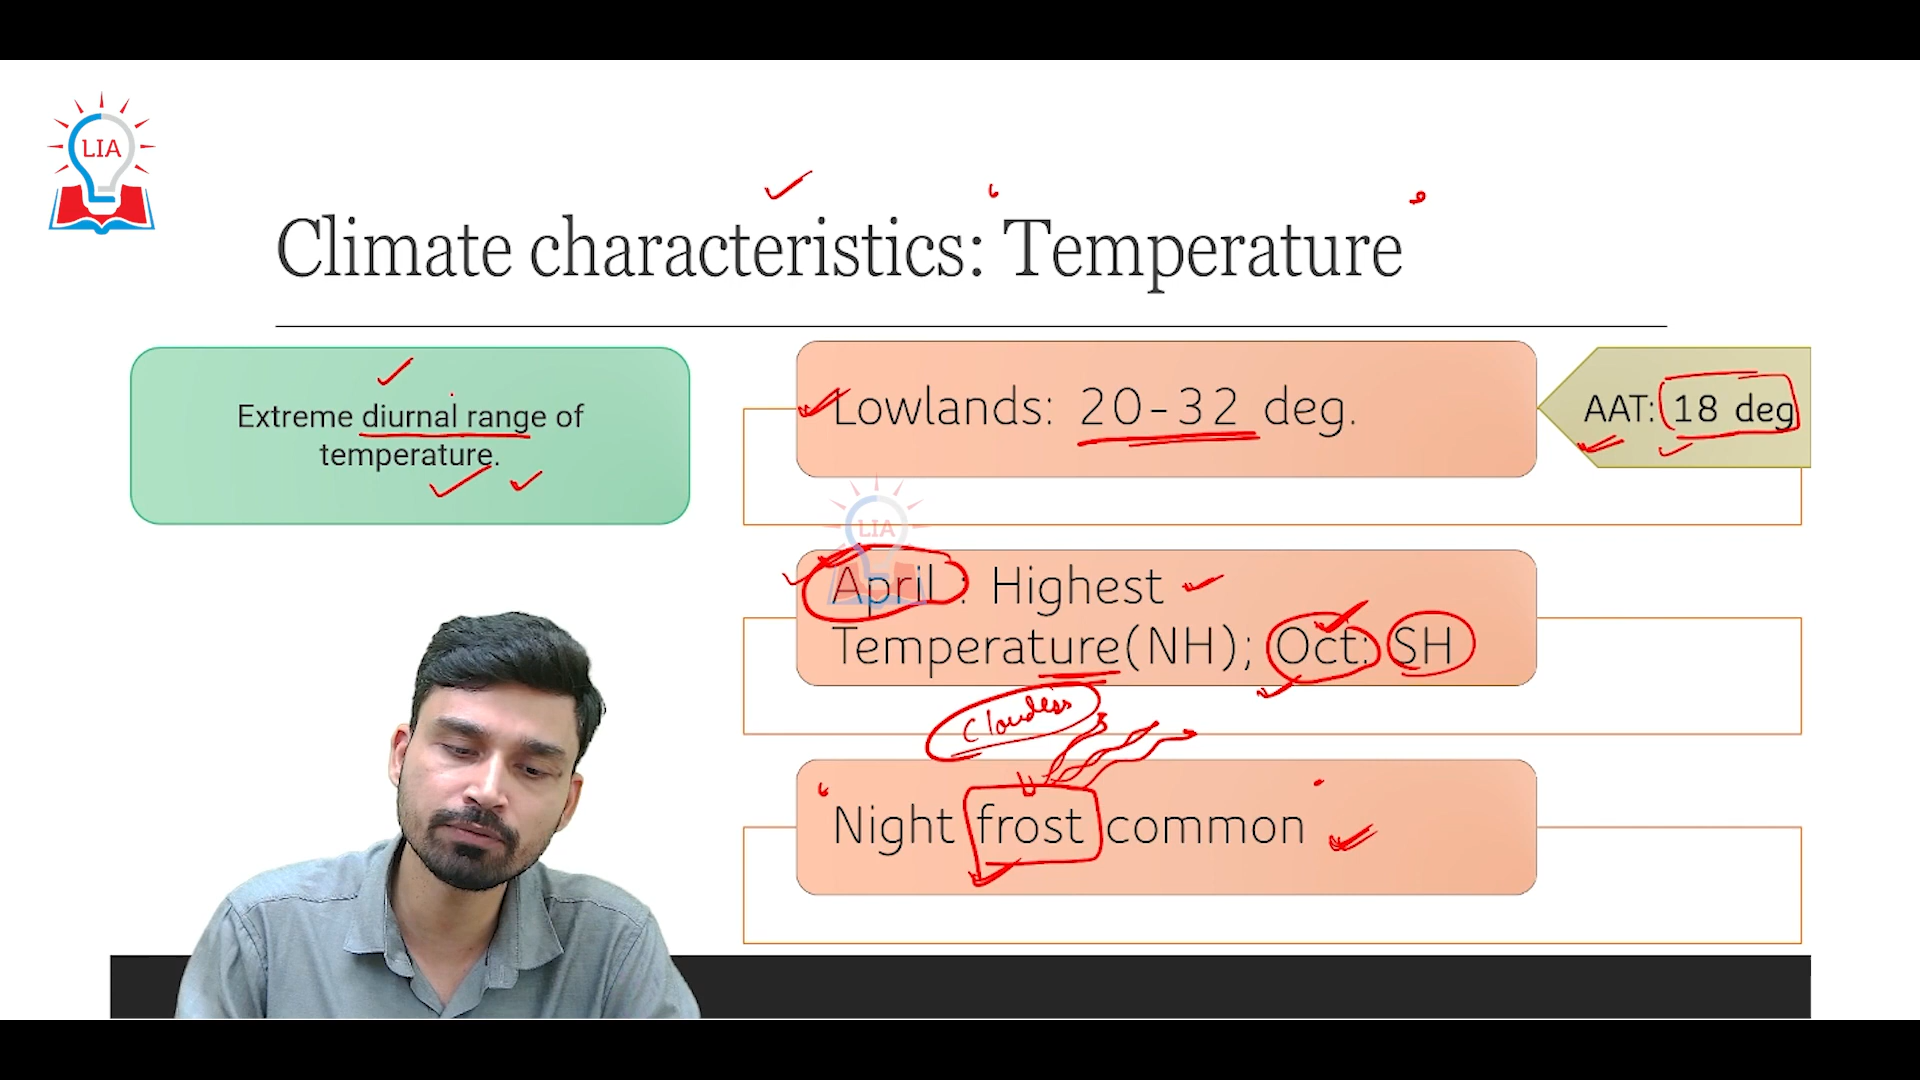 LIA
Climate characteristics: Temperature
Extreme diurnal range of
temperature.
Lowlands: 20-32 deg.
AAT: 18 deg
LIA
April : Highest
Temperature(NH); Oct: SH
Cloudless
Night frost common